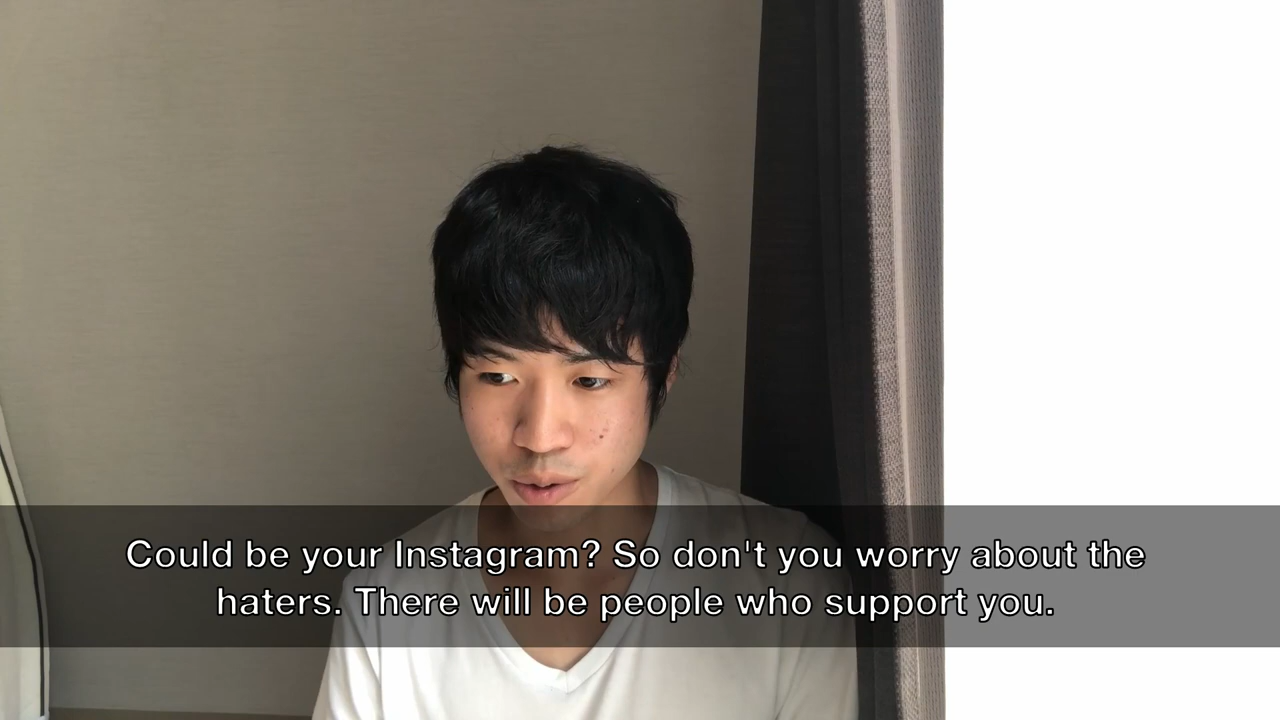 Could be your Instagram? So don't you worry about the
haters. There will be people who support you.